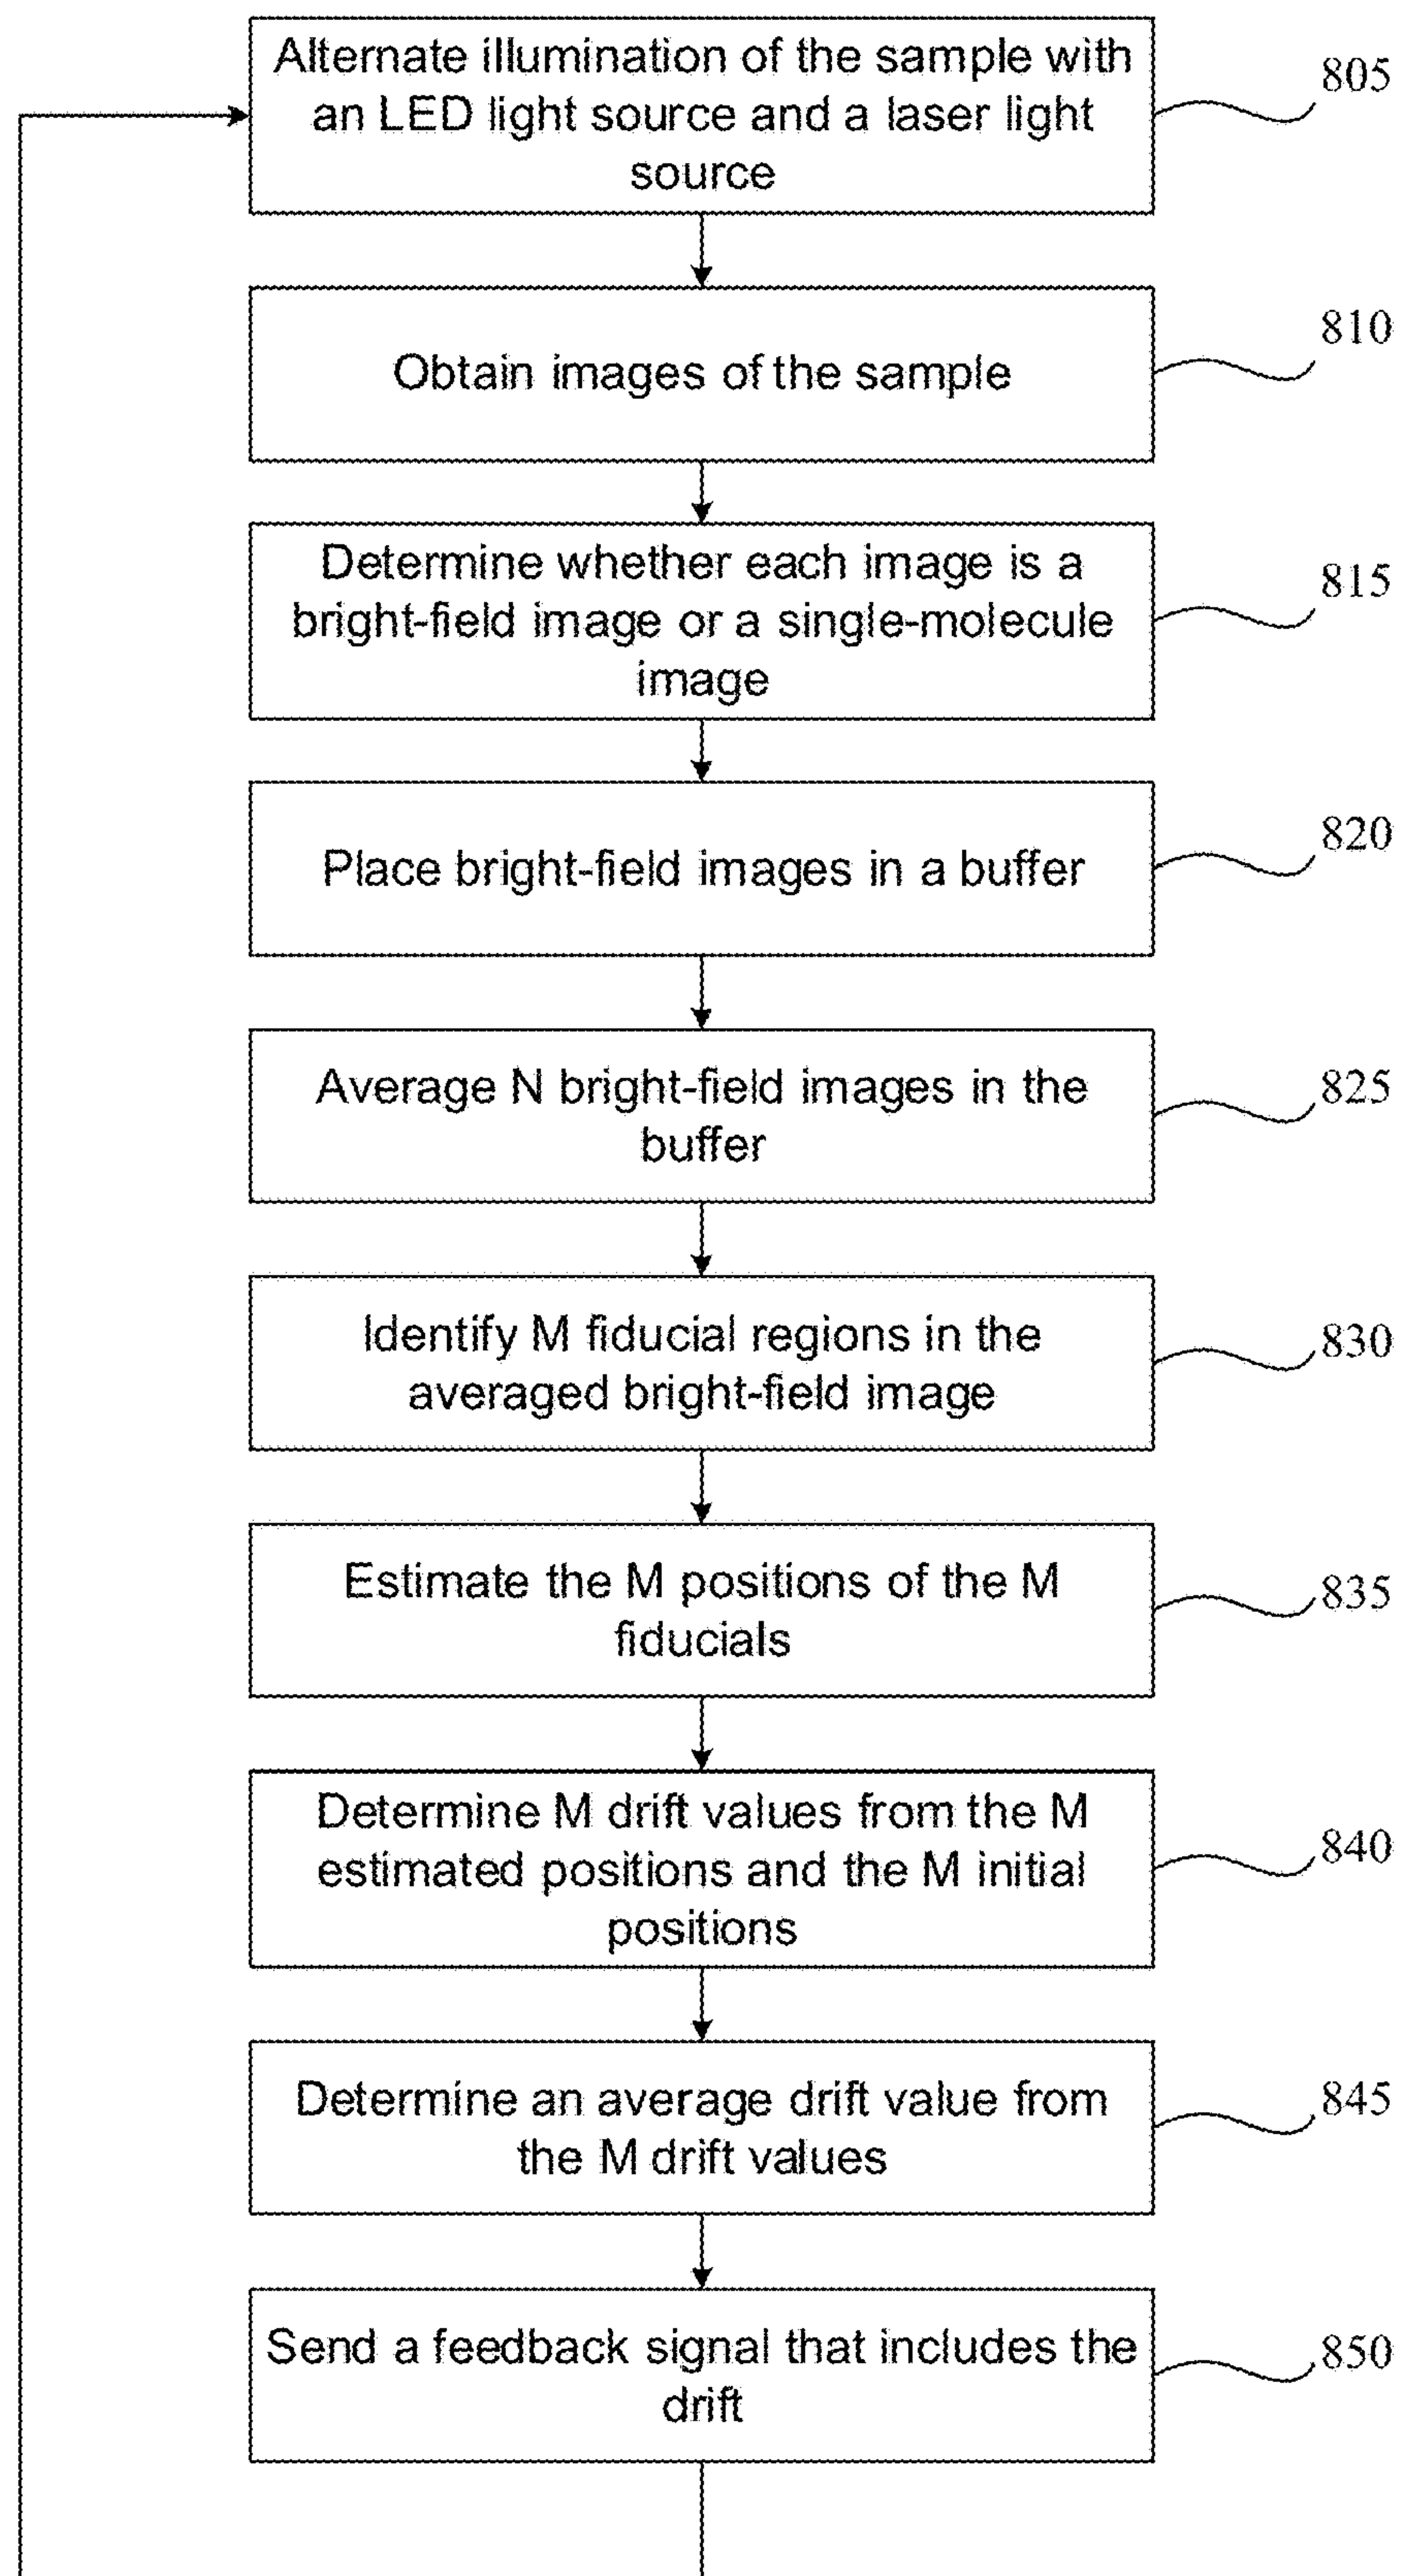 Alternate illumination of the sample with
an LED light source and a laser light
source
805
Obtain images of the sample
810
Determine whether each image is a
bright-field image or a single-molecule
image
815
Place bright-field images in a buffer
820
Average N bright-field images in the
buffer
825
Identify M fiducial regions in the
averaged bright-field image
830
Estimate the M positions of the M
fiducials
835
Determine M drift values from the M
estimated positions and the M initial
positions
840
Determine an average drift value from
the M drift values
845
Send a feedback signal that includes the
drift
850